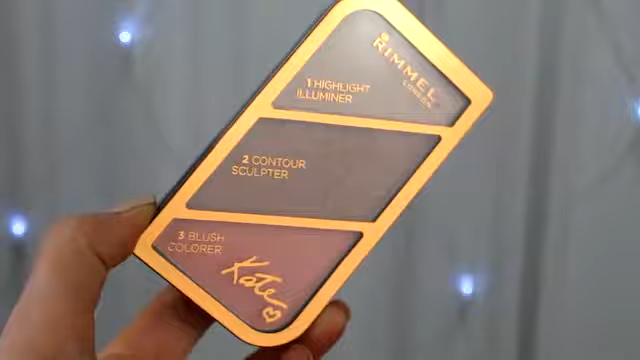 RIMMEL
LONDON
1 HIGHLIGHT
ILLUMINER
2 CONTOUR
SCULPTER
3 BLUSH
COLORER
Kate